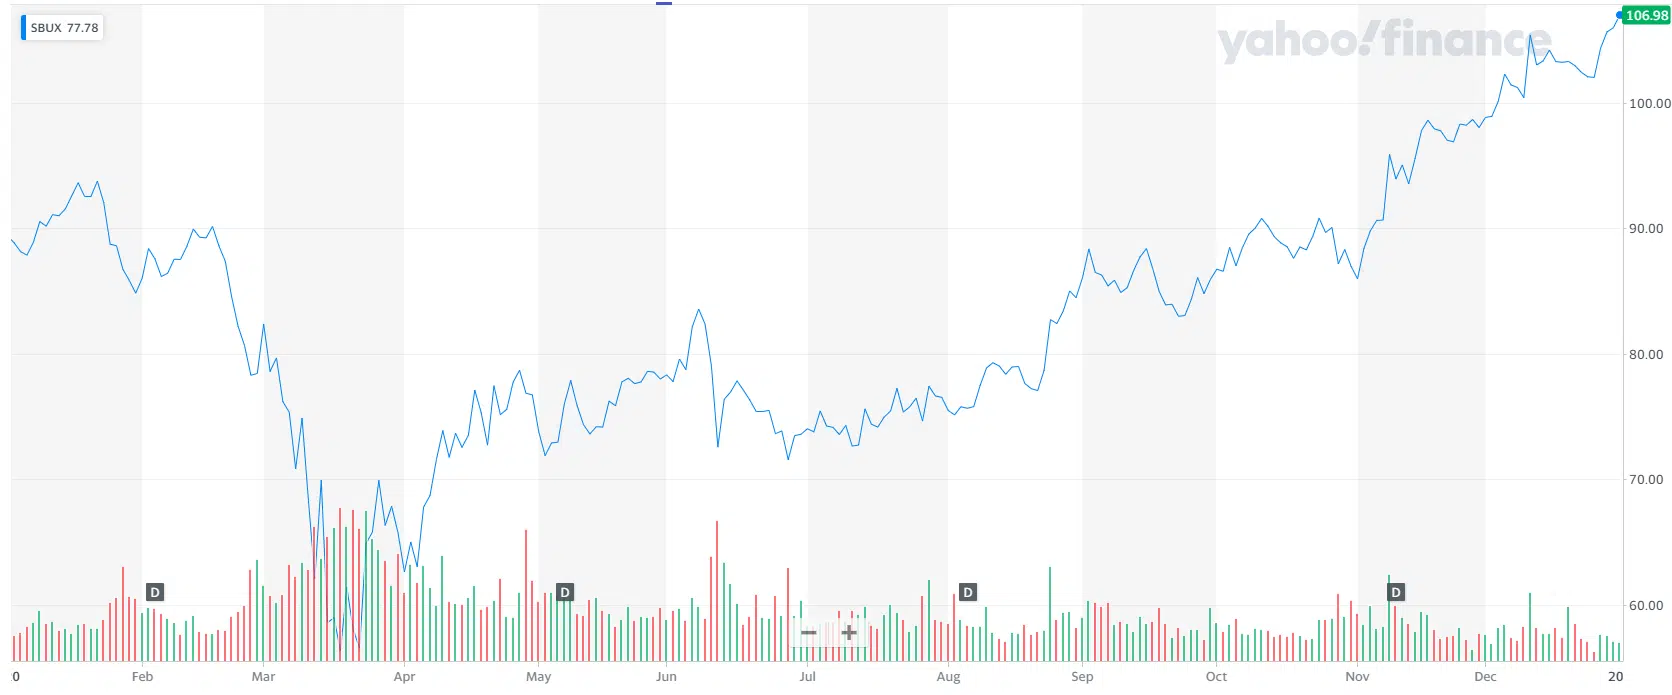 SBUX 77.78
yahoo!finance
106.98
100.00
90.00
80.00
70.00
60.00
D D D D
− +
0 Feb Mar Apr May Jun Jul Aug Sep Oct Nov Dec 20